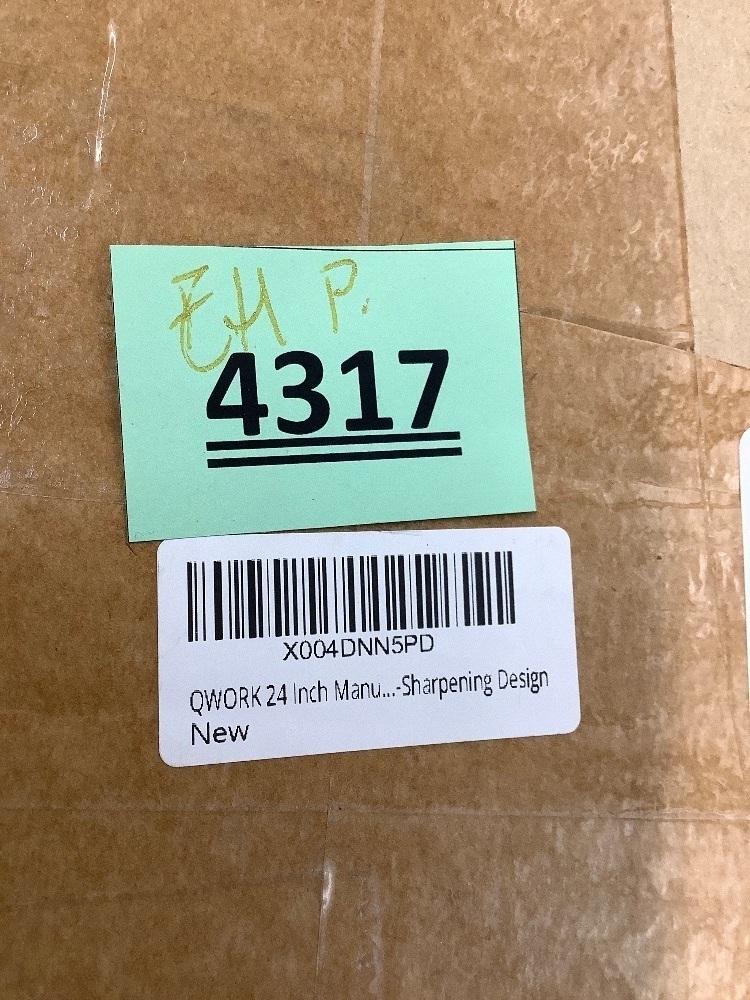 EH P.
4317
X004DNN5PD
QWORK 24 Inch Manu...-Sharpening Design
New